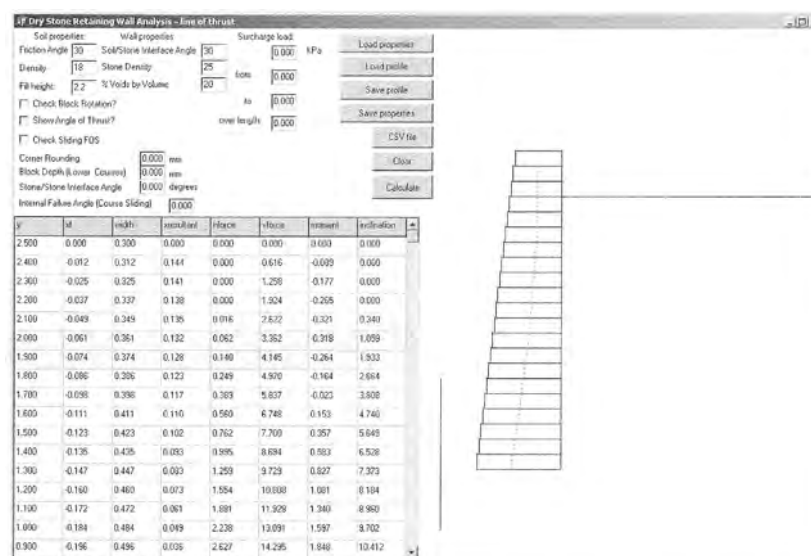 Dry Stone Retaining Wall Analysis - line of thrust
Soil properties: Wall properties: Surcharge load:
Friction Angle 30 Soil/Stone Interface Angle 30 0.000 kPa Load properties
Density 18 Stone Density 25 from 0.000 Load profile
Fill height: 2.2 % Voids by Volume 20 Save profile
Check Block Rotation? to 0.000 Save properties
Show Angle of Thrust? over length: 0.000
Check Sliding FOS CSV file
Corner Rounding 0.000 mm Clear
Block Depth (Lower Courses) 0.000 mm
Stone/Stone Interface Angle 0.000 degrees Calculate
Internal Failure Angle (Course Sliding) 0.000
y xl width xresultant hforce vforce moment inclination
2.500 0.000 0.300 0.000 0.000 0.000 0.000 0.000
2.400 -0.012 0.312 0.144 0.000 0.616 -0.089 0.000
2.300 -0.025 0.325 0.141 0.000 1.258 -0.177 0.000
2.200 -0.037 0.337 0.138 0.000 1.924 -0.265 0.000
2.100 -0.049 0.349 0.135 0.016 2.622 -0.321 0.340
2.000 -0.061 0.361 0.132 0.062 3.362 -0.318 1.059
1.900 -0.074 0.374 0.128 0.140 4.145 -0.264 1.933
1.800 -0.086 0.386 0.123 0.249 4.970 -0.164 2.864
1.700 -0.098 0.398 0.117 0.389 5.837 -0.023 3.808
1.600 -0.111 0.411 0.110 0.560 6.748 0.153 4.740
1.500 -0.123 0.423 0.102 0.762 7.700 0.357 5.649
1.400 -0.135 0.435 0.093 0.995 8.694 0.583 6.528
1.300 -0.147 0.447 0.083 1.259 9.729 0.827 7.373
1.200 -0.160 0.460 0.073 1.554 10.808 1.081 8.184
1.100 -0.172 0.472 0.061 1.881 11.929 1.340 8.960
1.000 -0.184 0.484 0.049 2.238 13.091 1.597 9.702
0.900 -0.196 0.496 0.036 2.627 14.295 1.848 10.412